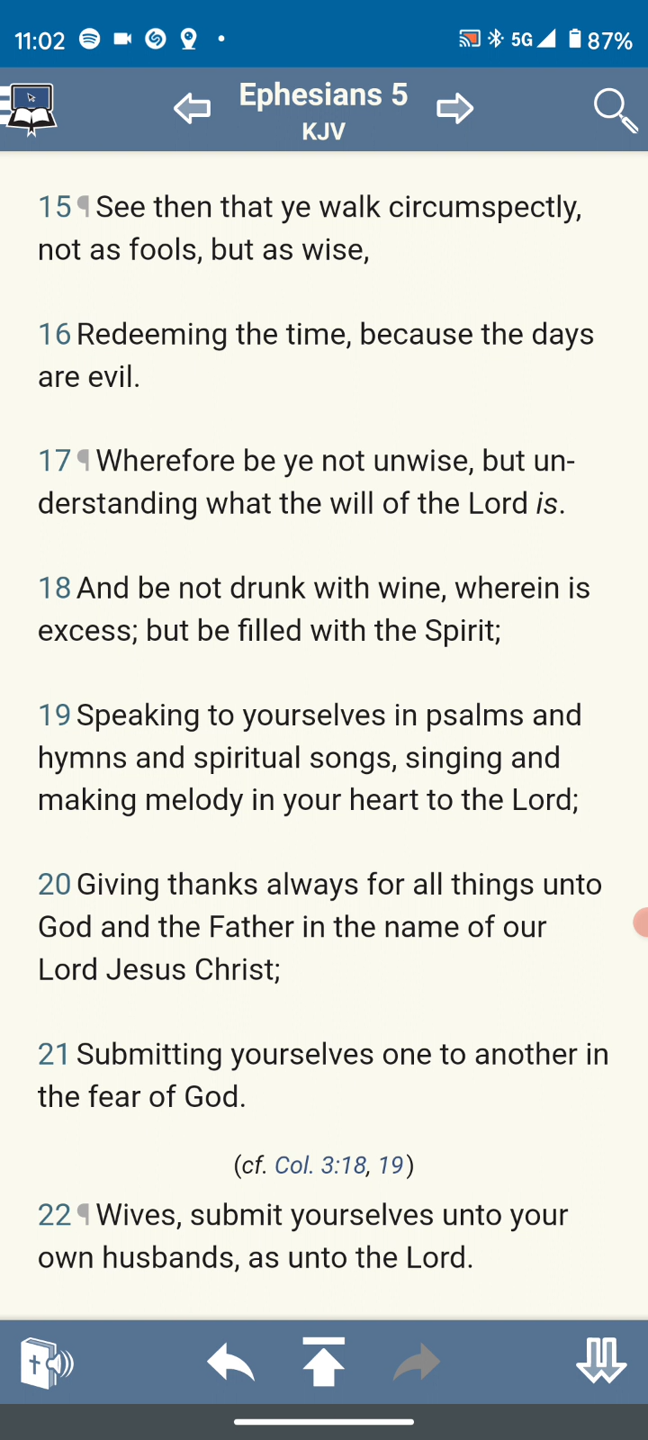 11:02 5G 87%
Ephesians 5
KJV
15 ¶ See then that ye walk circumspectly,
not as fools, but as wise,
16 Redeeming the time, because the days
are evil.
17 ¶ Wherefore be ye not unwise, but un-
derstanding what the will of the Lord is.
18 And be not drunk with wine, wherein is
excess; but be filled with the Spirit;
19 Speaking to yourselves in psalms and
hymns and spiritual songs, singing and
making melody in your heart to the Lord;
20 Giving thanks always for all things unto
God and the Father in the name of our
Lord Jesus Christ;
21 Submitting yourselves one to another in
the fear of God.
(cf. Col. 3:18, 19)
22 ¶ Wives, submit yourselves unto your
own husbands, as unto the Lord.